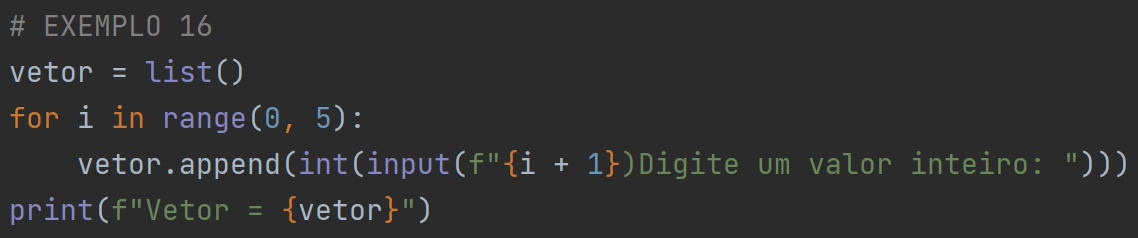 # EXEMPLO 16
vetor = list()
for i in range(0, 5):
    vetor.append(int(input(f"{i + 1})Digite um valor inteiro: ")))
print(f"Vetor = {vetor}")